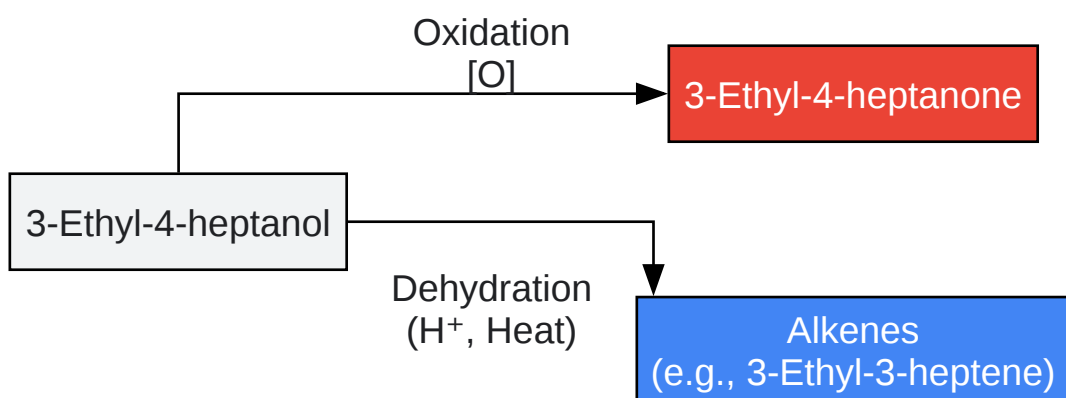 Oxidation
[O]
3-Ethyl-4-heptanone
3-Ethyl-4-heptanol
Dehydration
(H⁺, Heat)
Alkenes
(e.g., 3-Ethyl-3-heptene)